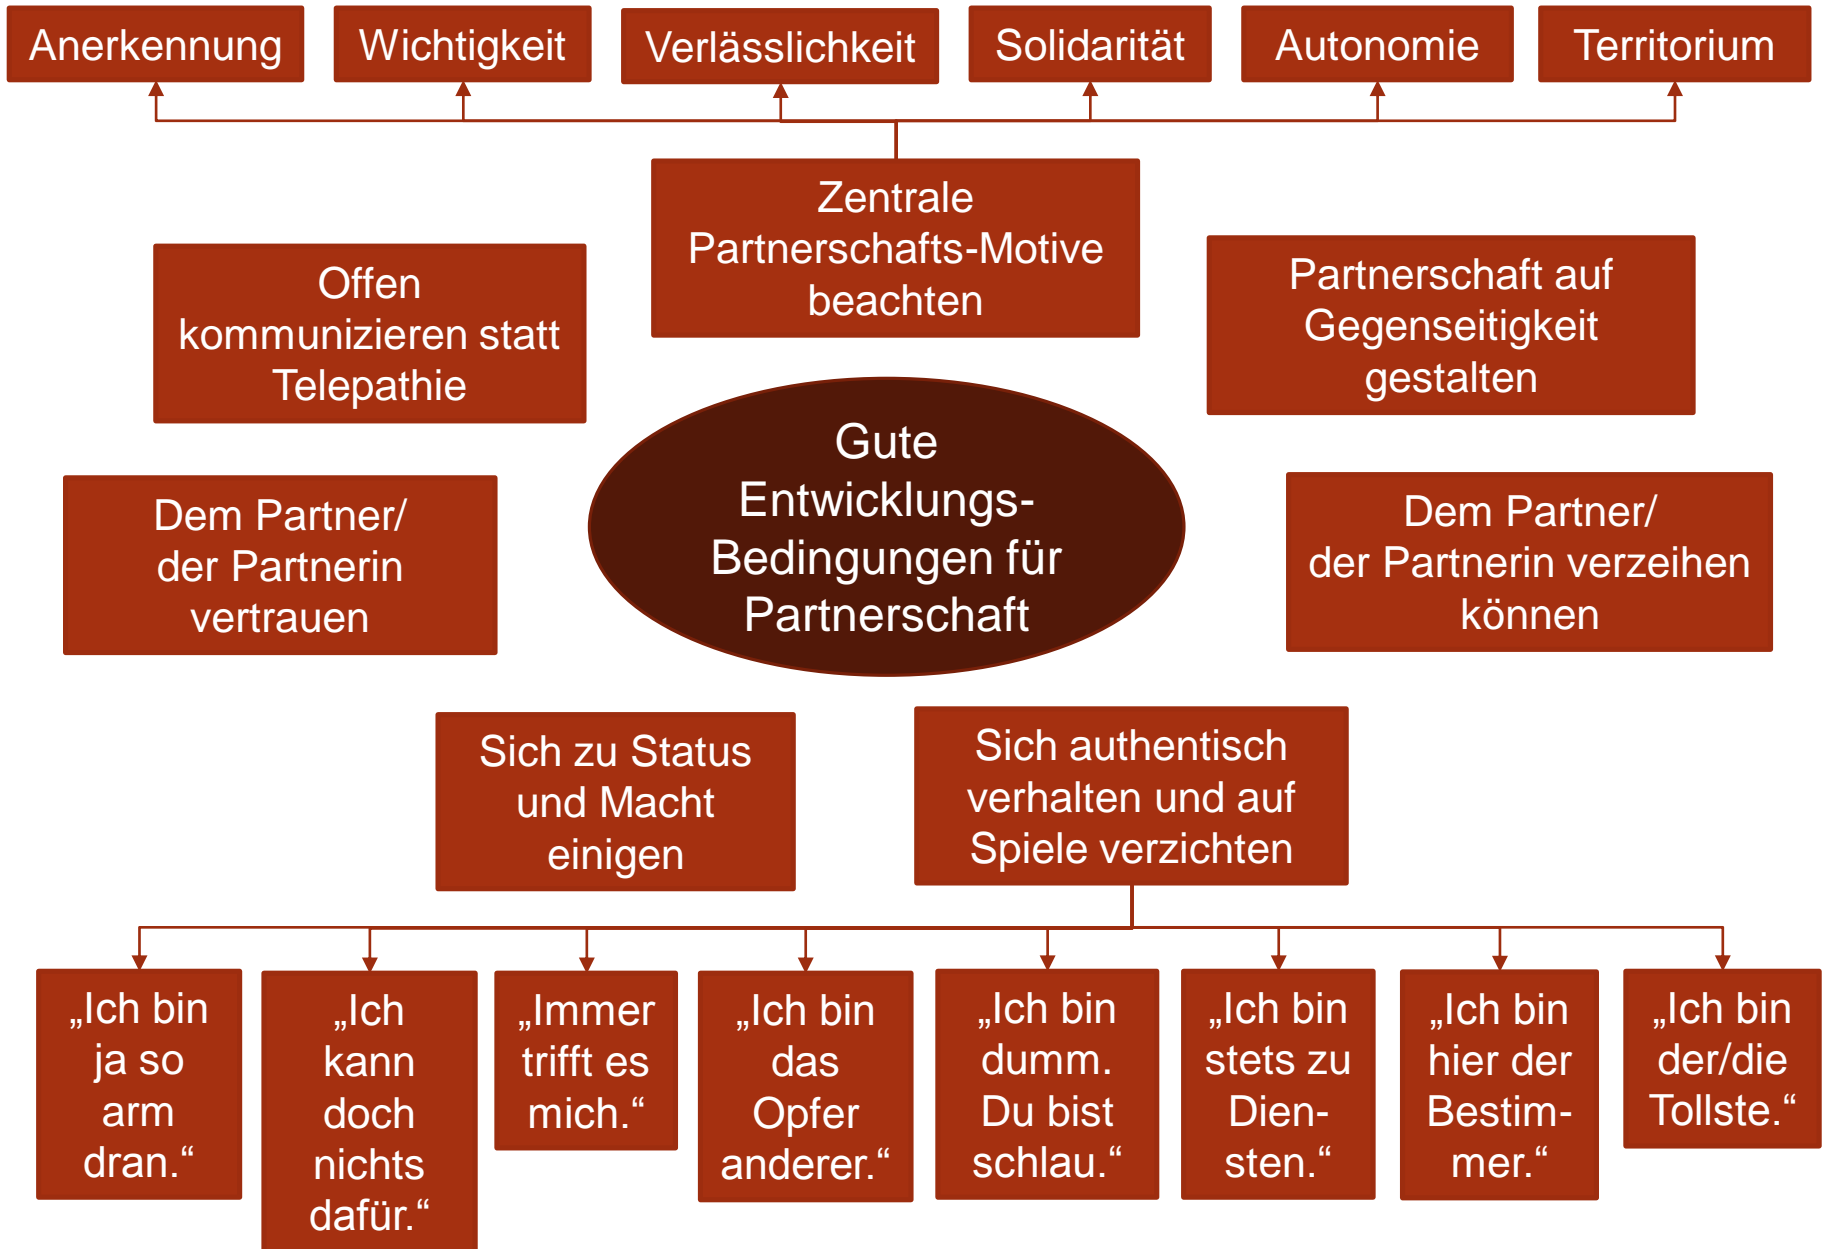 Anerkennung
Wichtigkeit
Verlässlichkeit
Solidarität
Autonomie
Territorium
Zentrale
Partnerschafts-Motive
beachten
Offen
kommunizieren statt
Telepathie
Partnerschaft auf
Gegenseitigkeit
gestalten
Gute
Entwicklungs-
Bedingungen für
Partnerschaft
Dem Partner/
der Partnerin
vertrauen
Dem Partner/
der Partnerin verzeihen
können
Sich zu Status
und Macht
einigen
Sich authentisch
verhalten und auf
Spiele verzichten
„Ich bin
ja so
arm
dran.“
„Ich
kann
doch
nichts
dafür.“
„Immer
trifft es
mich.“
„Ich bin
das
Opfer
anderer.“
„Ich bin
dumm.
Du bist
schlau.“
„Ich bin
stets zu
Dien-
sten.“
„Ich bin
hier der
Bestim-
mer.“
„Ich bin
der/die
Tollste.“